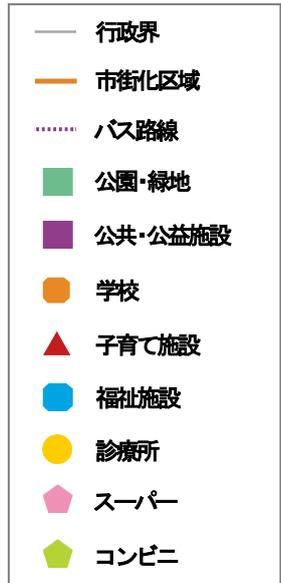 行政界
市街化区域
バス路線
公園・緑地
公共・公益施設
学校
子育て施設
福祉施設
診療所
スーパー
コンビニ